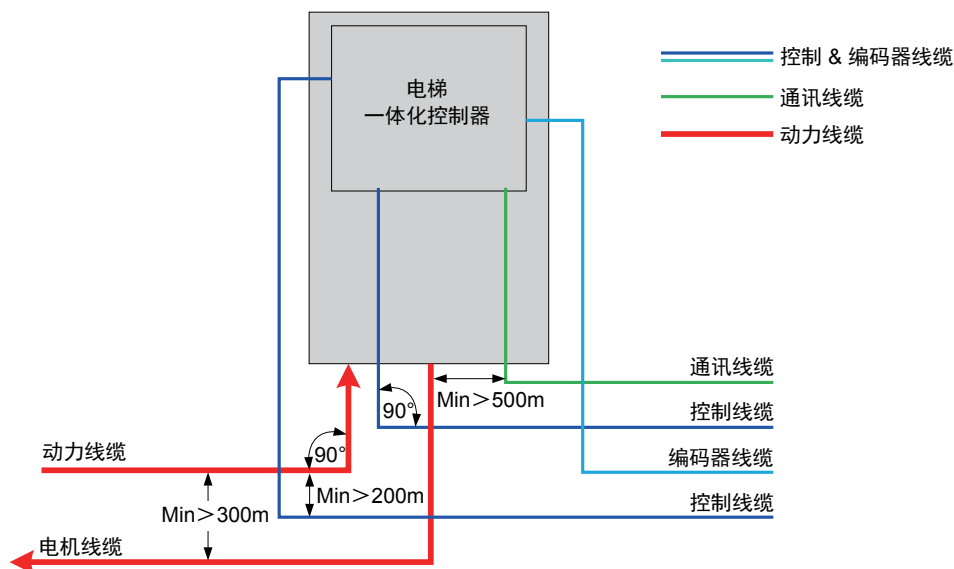 电梯
一体化控制器
控制 & 编码器线缆
通讯线缆
动力线缆
通讯线缆
Min＞500m
90°
控制线缆
动力线缆
90°
编码器线缆
Min＞200m
Min＞300m
控制线缆
电机线缆